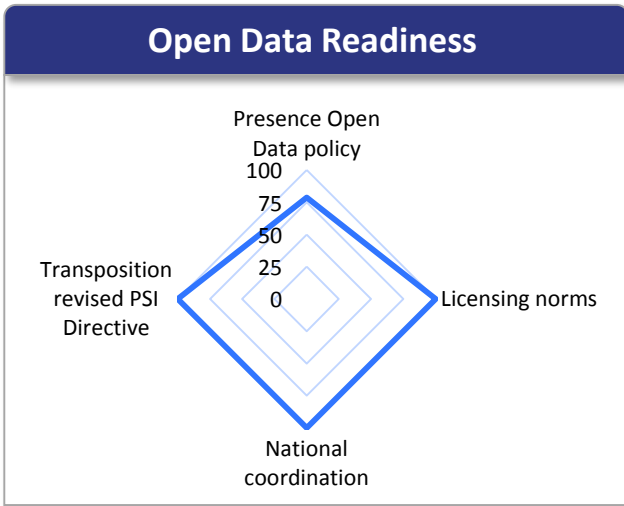 Open Data Readiness
Presence Open
Data policy
100
75
50
25
0
Transposition
revised PSI
Directive
Licensing norms
National
coordination